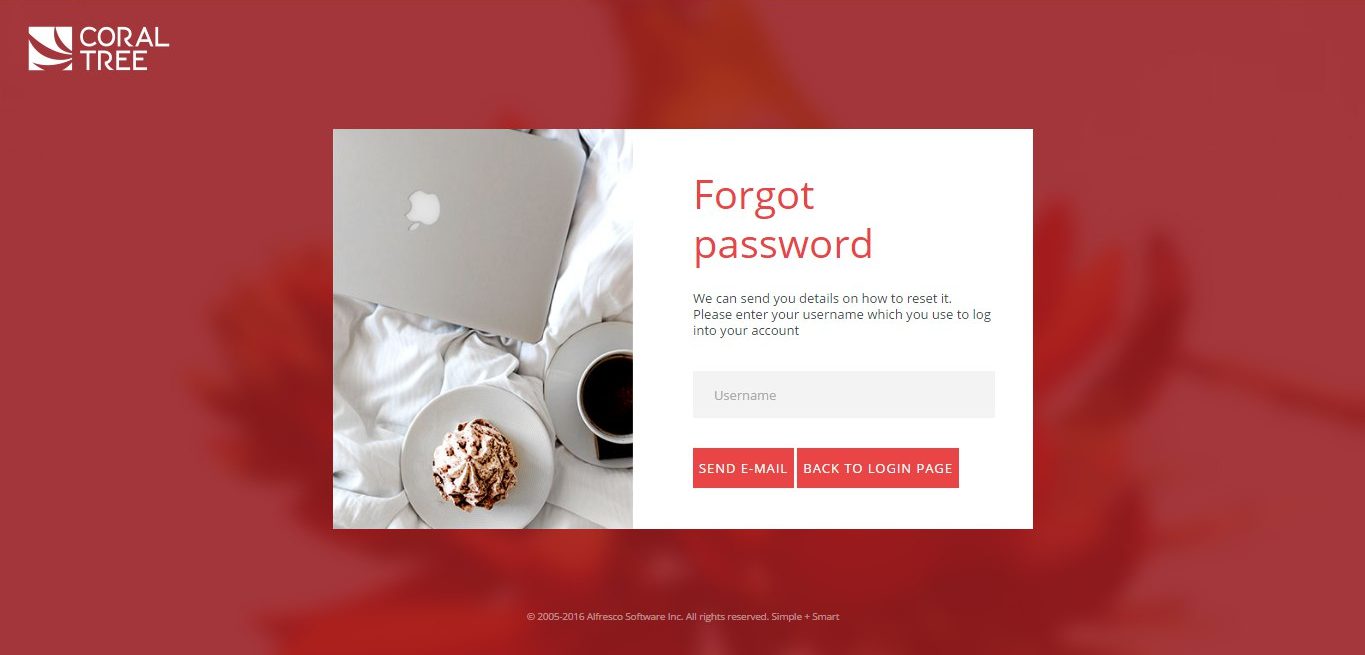 CORAL
TREE
Forgot
password
We can send you details on how to reset it.
Please enter your username which you use to log
into your account
Username
SEND E-MAIL BACK TO LOGIN PAGE
© 2005-2016 Alfresco Software Inc. All rights reserved. Simple + Smart